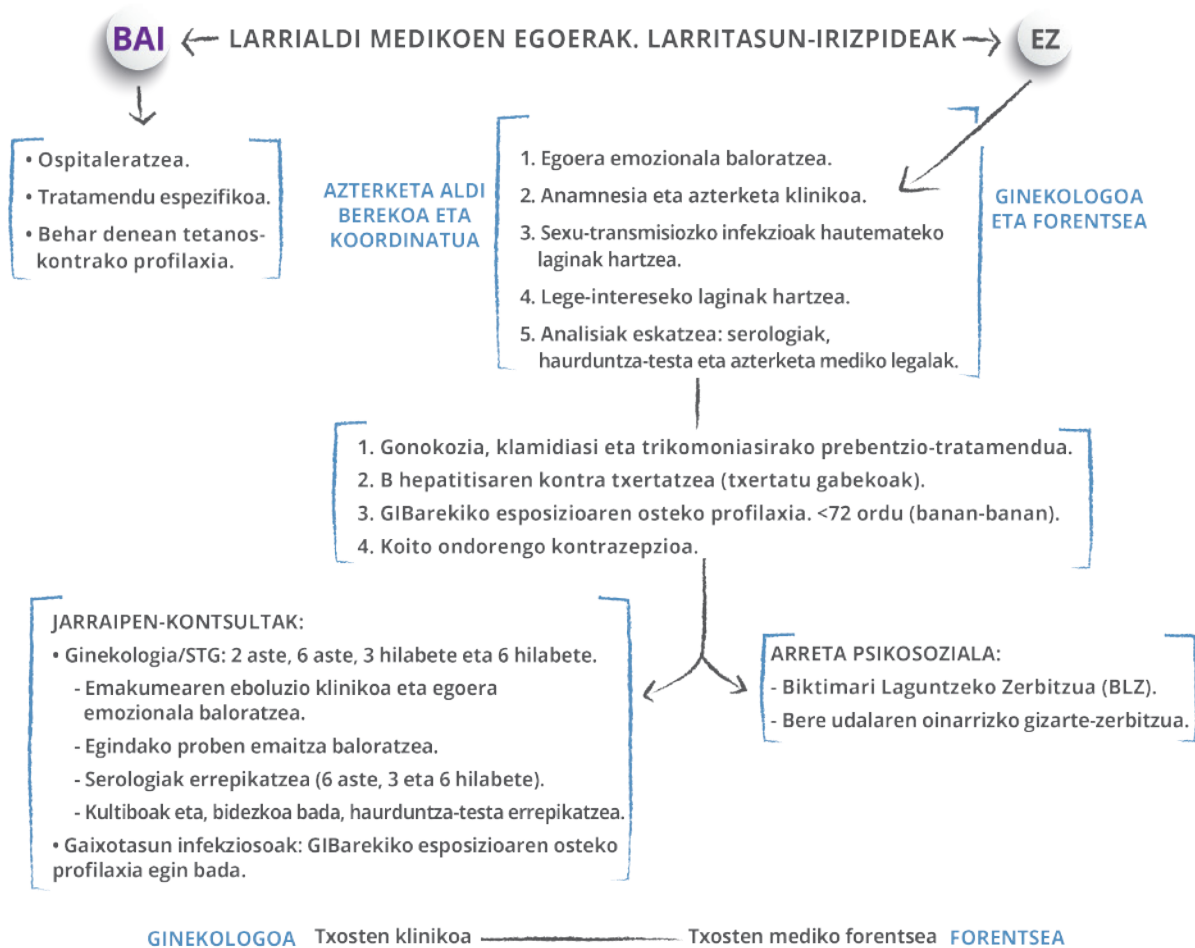 BAI LARRIALDI MEDIKOEN EGOERAK. LARRITASUN-IRIZPIDEAK EZ
• Ospitaleratzea.
• Tratamendu espezifikoa.
• Behar denean tetanos-
kontrako profilaxia.
AZTERKETA ALDI
BEREKOA ETA
KOORDINATUA
1. Egoera emozionala baloratzea.
2. Anamnesia eta azterketa klinikoa.
3. Sexu-transmisiozko infekzioak hautemateko
laginak hartzea.
4. Lege-intereseko laginak hartzea.
5. Analisiak eskatzea: serologiak,
haurduntza-testa eta azterketa mediko legalak.
GINEKOLOGOA
ETA FORENTSEA
1. Gonokozia, klamidiasi eta trikomoniasirako prebentzio-tratamendua.
2. B hepatitisaren kontra txertatzea (txertatu gabekoak).
3. GIBarekiko esposizioaren osteko profilaxia. <72 ordu (banan-banan).
4. Koito ondorengo kontrazepzioa.
JARRAIPEN-KONTSULTAK:
• Ginekologia/STG: 2 aste, 6 aste, 3 hilabete eta 6 hilabete.
- Emakumearen eboluzio klinikoa eta egoera
emozionala baloratzea.
- Egindako proben emaitza baloratzea.
- Serologiak errepikatzea (6 aste, 3 eta 6 hilabete).
- Kultiboak eta, bidezkoa bada, haurduntza-testa errepikatzea.
• Gaixotasun infekziosoak: GIBarekiko esposizioaren osteko
profilaxia egin bada.
ARRETA PSIKOSOZIALA:
- Biktimari Laguntzeko Zerbitzua (BLZ).
- Bere udalaren oinarrizko gizarte-zerbitzua.
GINEKOLOGOA Txosten klinikoa Txosten mediko forentsea FORENTSEA